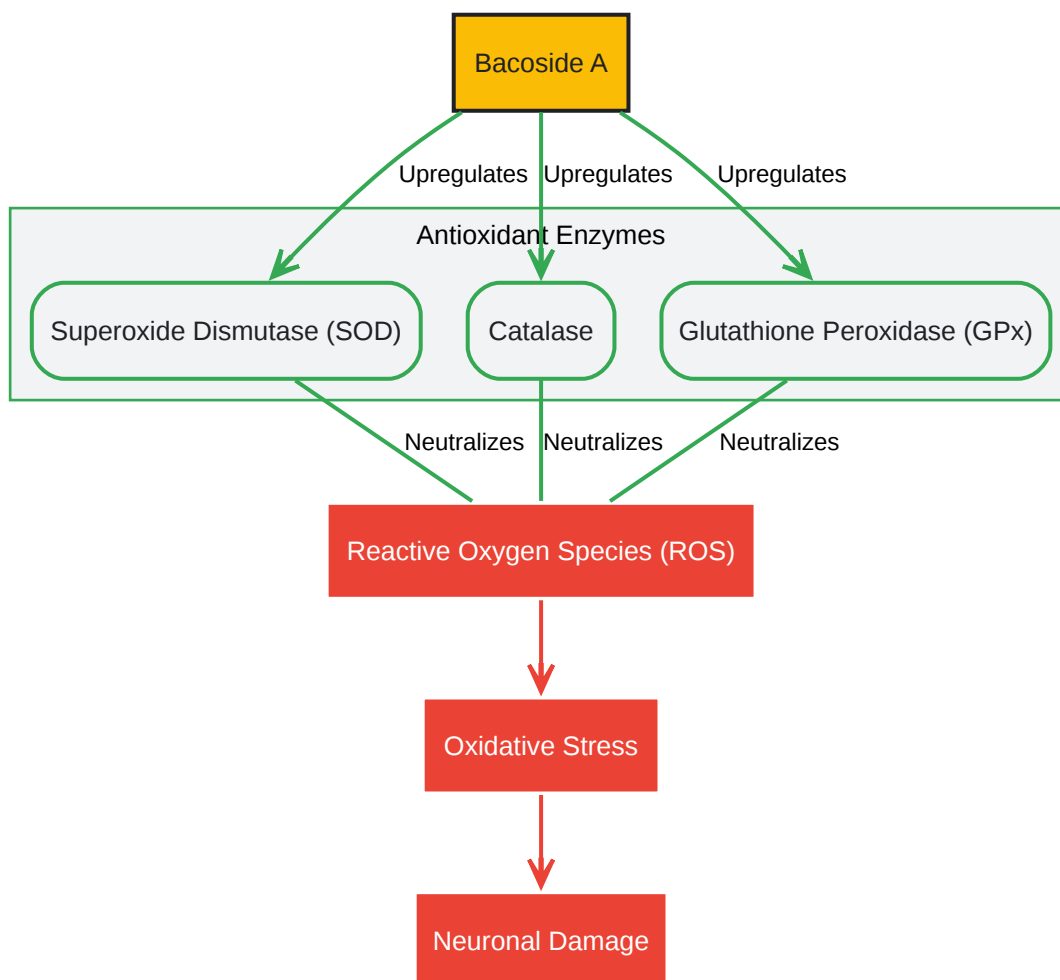 Bacoside A
Upregulates
Upregulates
Upregulates
Antioxidant Enzymes
Superoxide Dismutase (SOD)
Catalase
Glutathione Peroxidase (GPx)
Neutralizes
Neutralizes
Neutralizes
Reactive Oxygen Species (ROS)
Oxidative Stress
Neuronal Damage